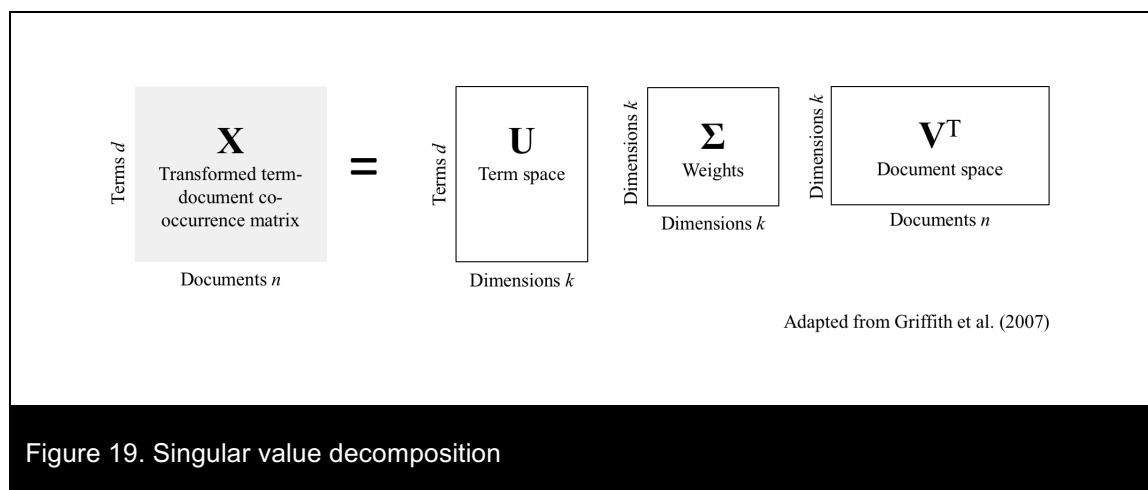 Terms d
X
Transformed term-
document co-
occurrence matrix
Documents n
=
Terms d
U
Term space
Dimensions k
Dimensions k
Σ
Weights
Dimensions k
Dimensions k
Vᵀ
Document space
Documents n
Adapted from Griffith et al. (2007)
Figure 19. Singular value decomposition